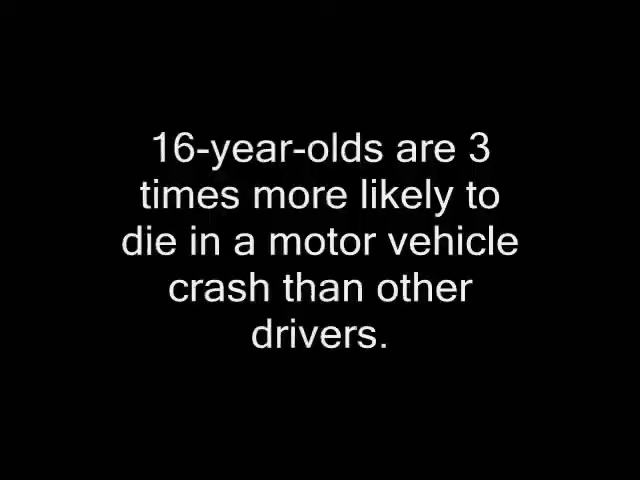 16-year-olds are 3
times more likely to
die in a motor vehicle
crash than other
drivers.